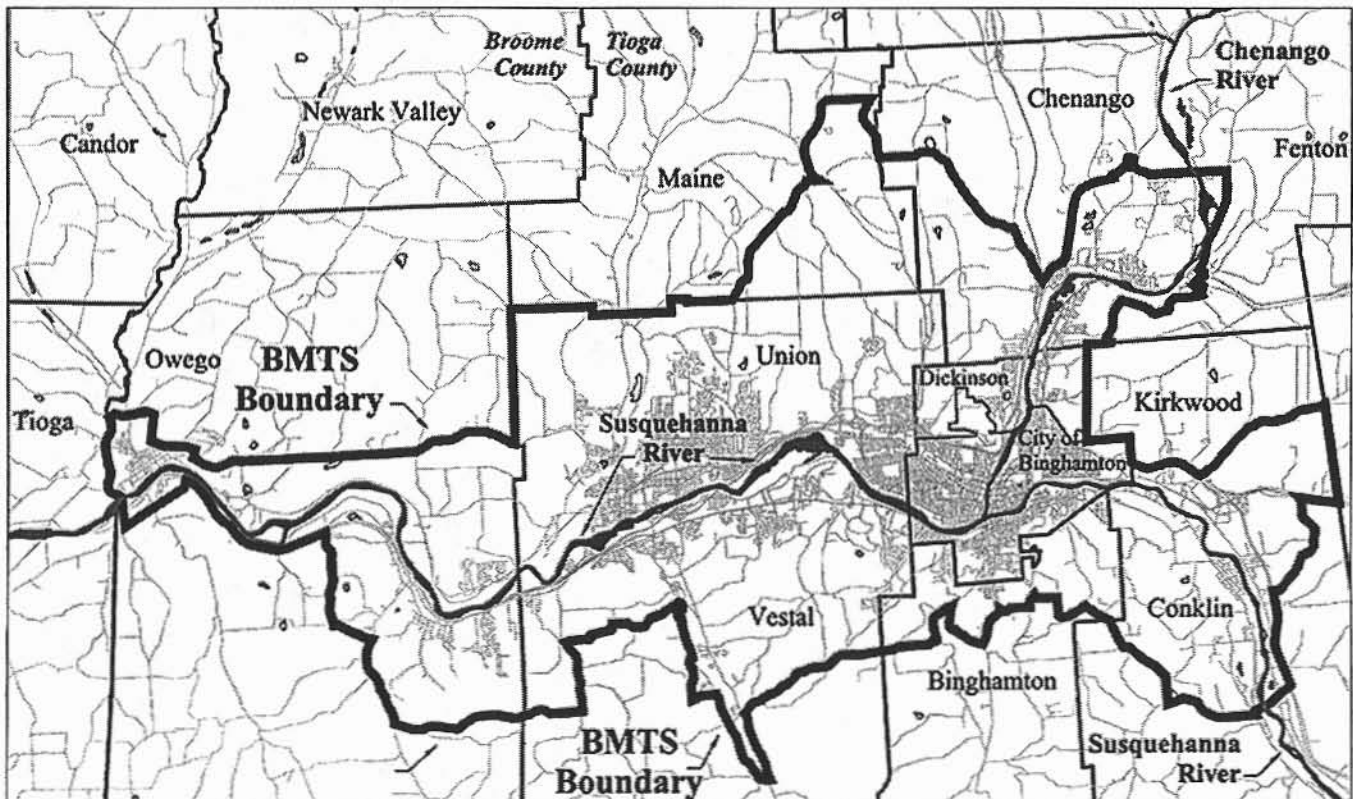 Broome
County
Tioga
County
Chenango
River
Newark Valley
Chenango
Candor
Fenton
Maine
Owego
BMTS
Boundary
Union
Dickinson
Tioga
Kirkwood
Susquehanna
River
City of
Binghamton
Vestal
Conklin
Binghamton
BMTS
Boundary
Susquehanna
River